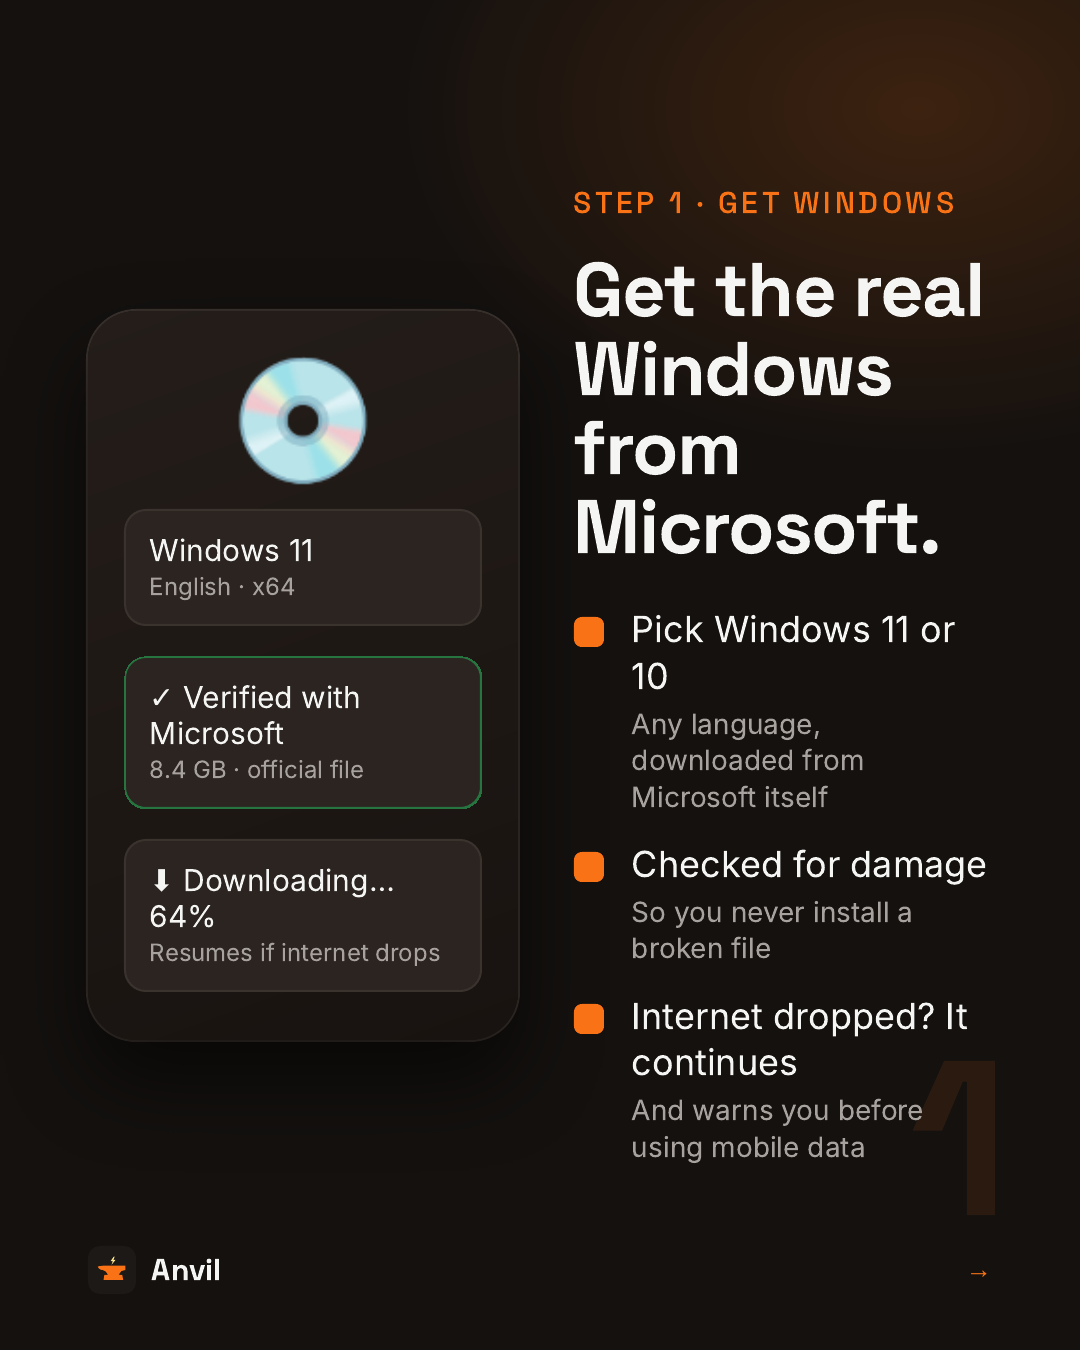 STEP 1 · GET WINDOWS
Get the real
Windows
from
Microsoft.
Windows 11
English · x64
✓ Verified with
Microsoft
8.4 GB · official file
⬇ Downloading...
64%
Resumes if internet drops
Pick Windows 11 or
10
Any language,
downloaded from
Microsoft itself
Checked for damage
So you never install a
broken file
Internet dropped? It
continues
And warns you before
using mobile data
1
Anvil
→